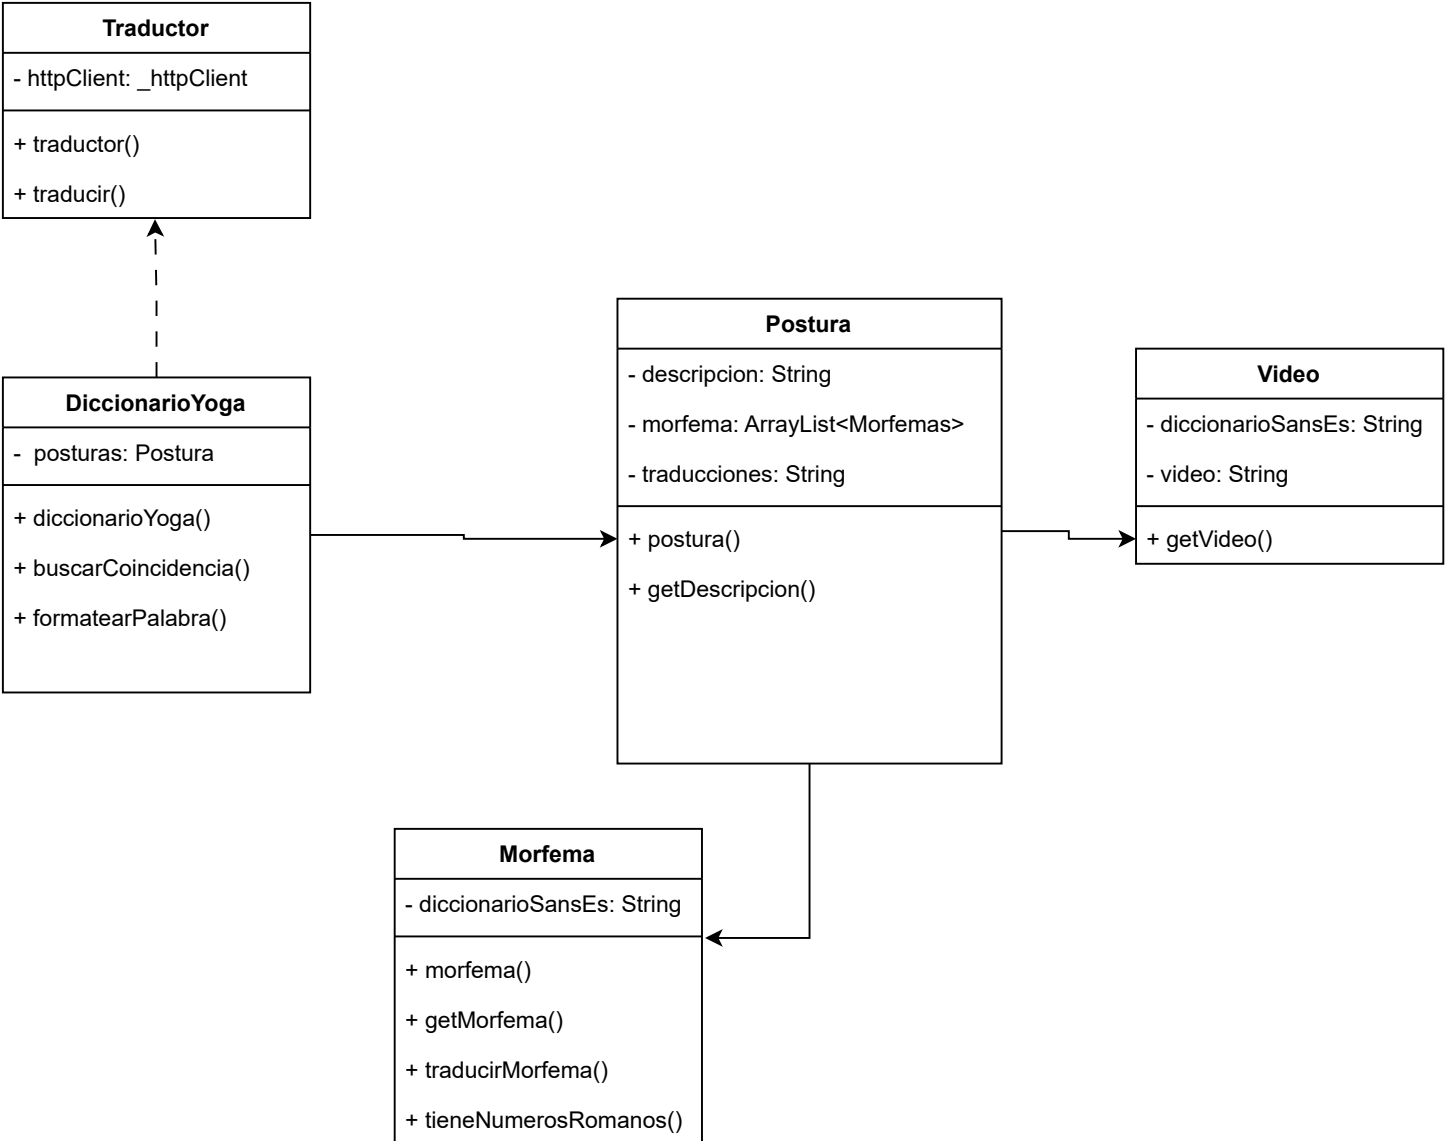 Traductor
- httpClient: _httpClient
+ traductor()
+ traducir()
DiccionarioYoga
- posturas: Postura
+ diccionarioYoga()
+ buscarCoincidencia()
+ formatearPalabra()
Postura
- descripcion: String
- morfema: ArrayList<Morfemas>
- traducciones: String
+ postura()
+ getDescripcion()
Video
- diccionarioSansEs: String
- video: String
+ getVideo()
Morfema
- diccionarioSansEs: String
+ morfema()
+ getMorfema()
+ traducirMorfema()
+ tieneNumerosRomanos()